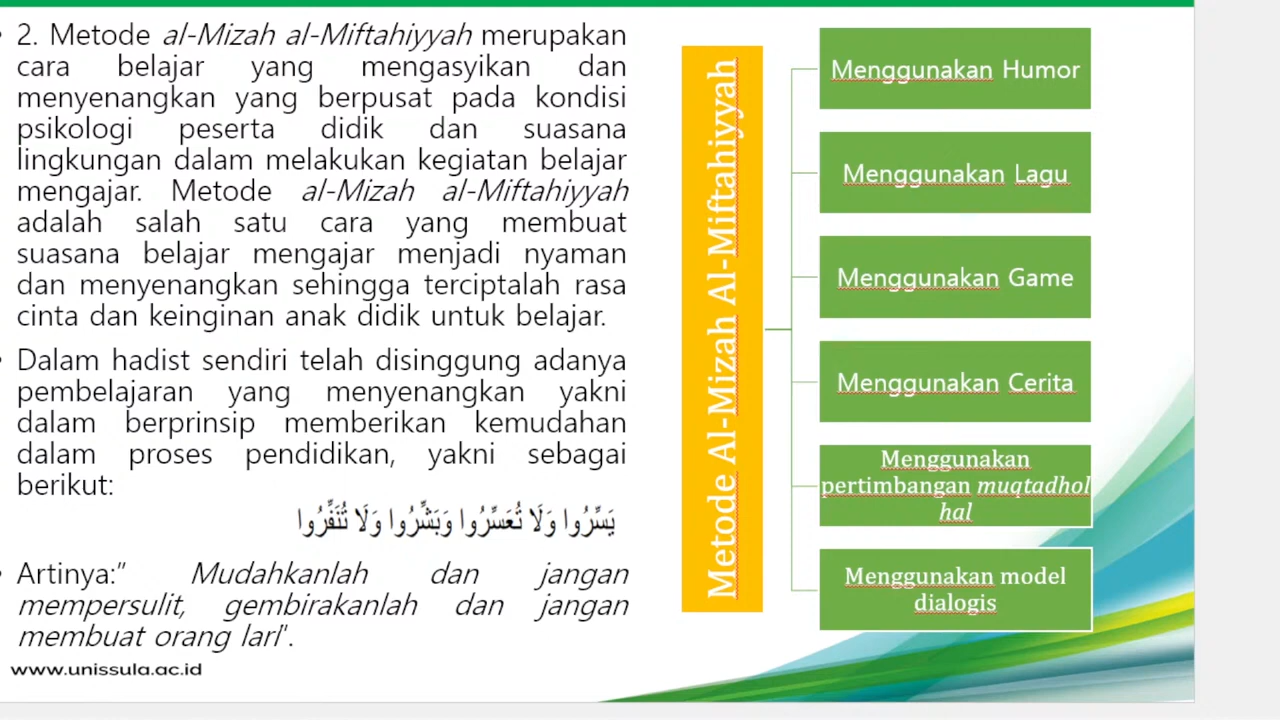 2. Metode al-Mizah al-Miftahiyyah merupakan
cara belajar yang mengasyikan dan
menyenangkan yang berpusat pada kondisi
psikologi peserta didik dan suasana
lingkungan dalam melakukan kegiatan belajar
mengajar. Metode al-Mizah al-Miftahiyyah
adalah salah satu cara yang membuat
suasana belajar mengajar menjadi nyaman
dan menyenangkan sehingga terciptalah rasa
cinta dan keinginan anak didik untuk belajar.
Dalam hadist sendiri telah disinggung adanya
pembelajaran yang menyenangkan yakni
dalam berprinsip memberikan kemudahan
dalam proses pendidikan, yakni sebagai
berikut:
يَسِّرُوا وَلَا تُعَسِّرُوا وَبَشِّرُوا وَلَا تُنَفِّرُوا
Artinya:" Mudahkanlah dan jangan
mempersulit, gembirakanlah dan jangan
membuat orang lari".
www.unissula.ac.id
Metode Al-Mizah Al-Miftahiyyah
Menggunakan Humor
Menggunakan Lagu
Menggunakan Game
Menggunakan Cerita
Menggunakan
pertimbangan muqtadhol
hal
Menggunakan model
dialogis